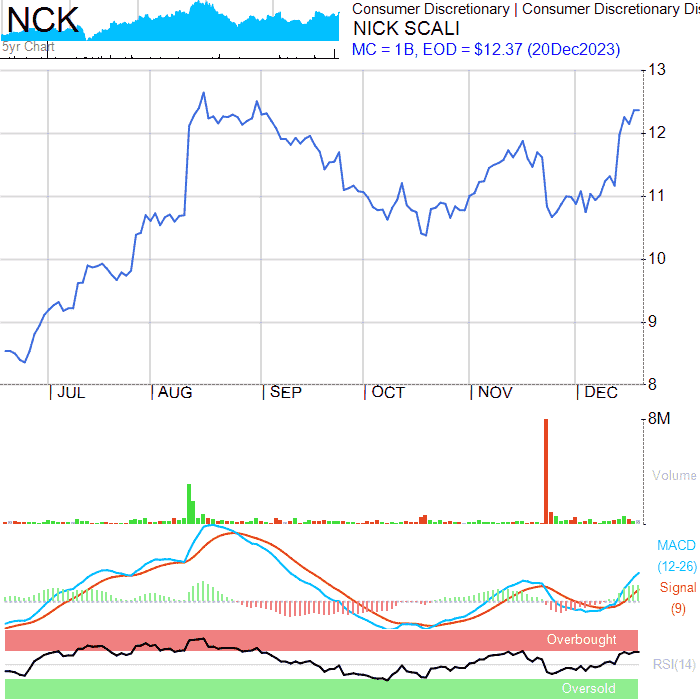 NCK
5yr Chart
Consumer Discretionary | Consumer Discretionary Dis
NICK SCALI
MC = 1B, EOD = $12.37 (20Dec2023)
13
12
11
10
9
8
JUL AUG SEP OCT NOV DEC
8M
Volume
MACD
(12-26)
Signal
(9)
Overbought
RSI(14)
Oversold